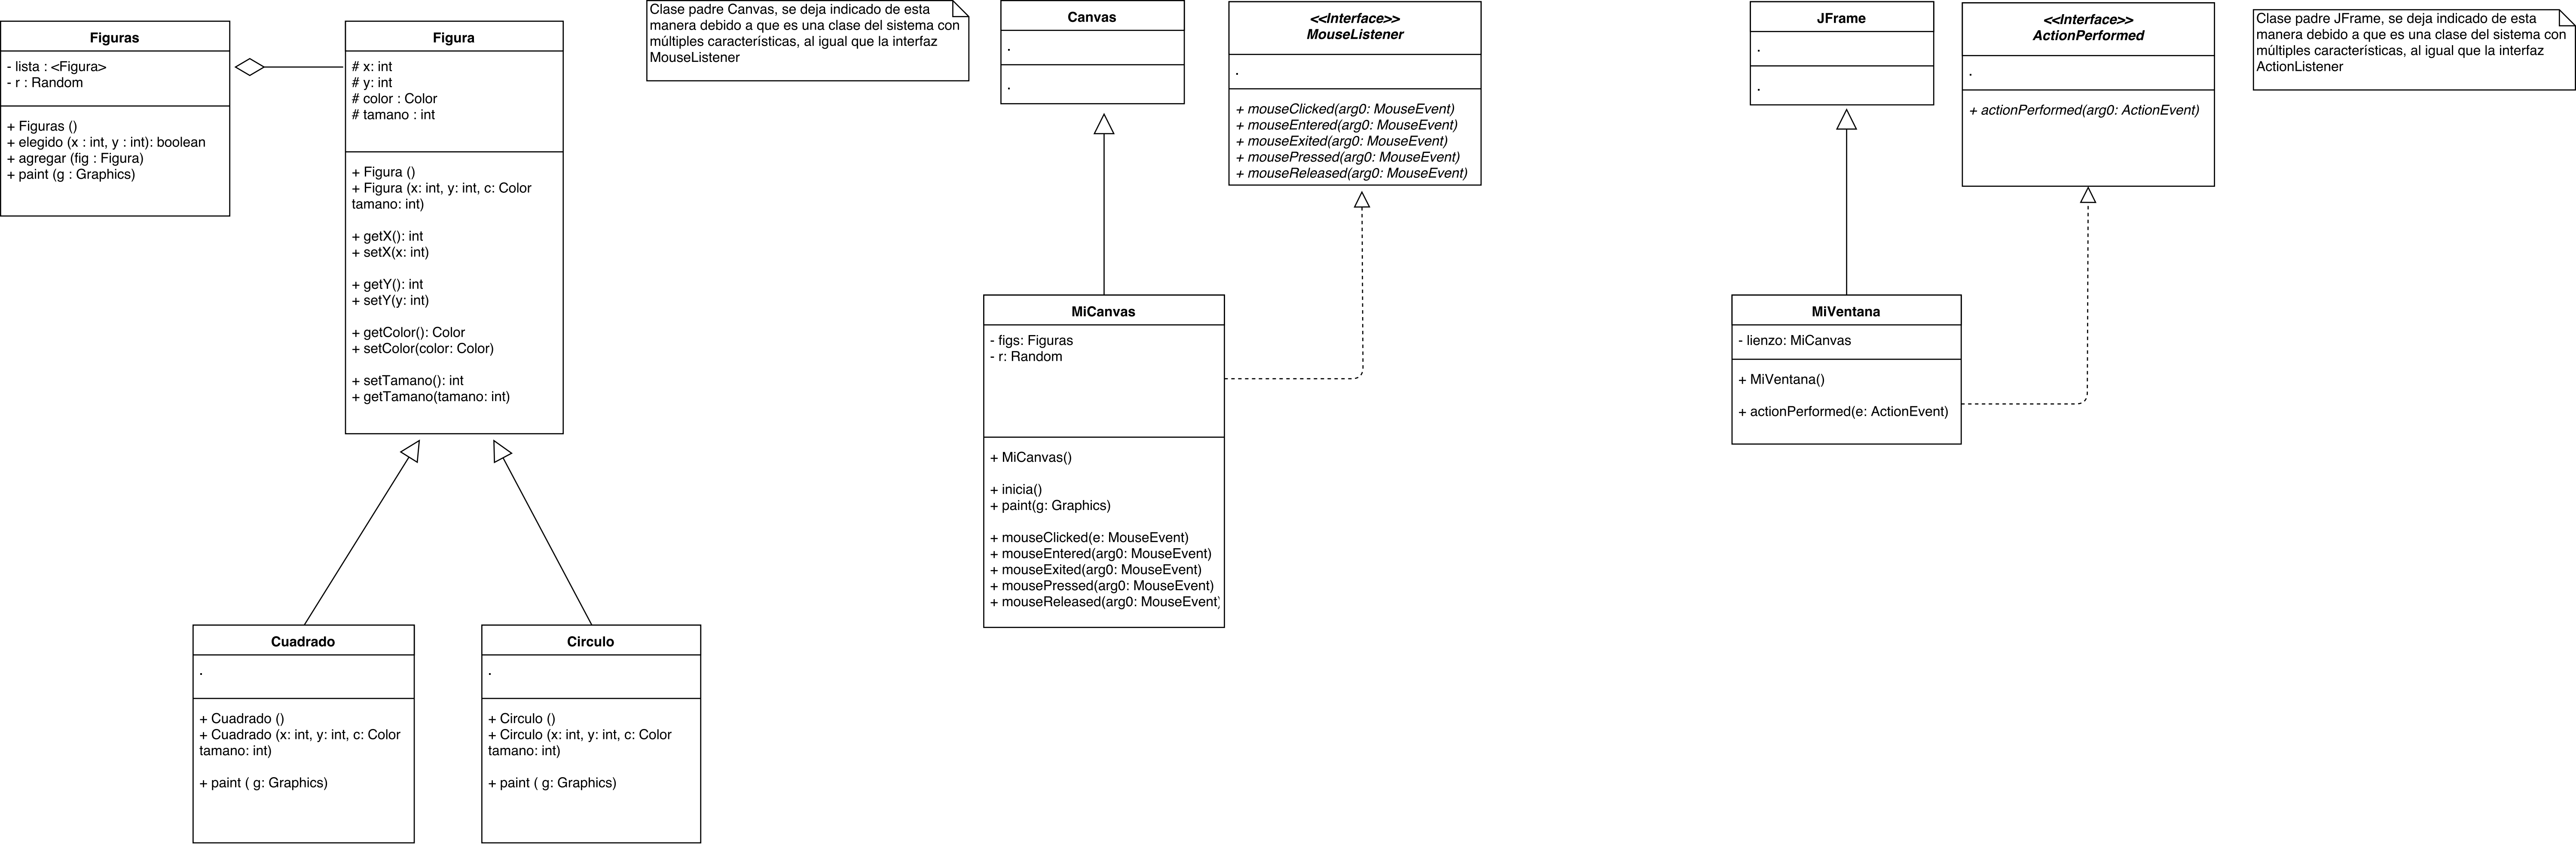 Figuras
- lista : <Figura>
- r : Random
+ Figuras ()
+ elegido (x : int, y : int): boolean
+ agregar (fig : Figura)
+ paint (g : Graphics)
Figura
# x: int
# y: int
# color : Color
# tamano : int
+ Figura ()
+ Figura (x: int, y: int, c: Color
tamano: int)
+ getX(): int
+ setX(x: int)
+ getY(): int
+ setY(y: int)
+ getColor(): Color
+ setColor(color: Color)
+ setTamano(): int
+ getTamano(tamano: int)
Cuadrado
.
+ Cuadrado ()
+ Cuadrado (x: int, y: int, c: Color
tamano: int)
+ paint ( g: Graphics)
Circulo
.
+ Circulo ()
+ Circulo (x: int, y: int, c: Color
tamano: int)
+ paint ( g: Graphics)
Clase padre Canvas, se deja indicado de esta
manera debido a que es una clase del sistema con
múltiples característicás, al igual que la interfaz
MouseListener
Canvas
.
.
<<Interface>>
MouseListener
.
+ mouseClicked(arg0: MouseEvent)
+ mouseEntered(arg0: MouseEvent)
+ mouseExited(arg0: MouseEvent)
+ mousePressed(arg0: MouseEvent)
+ mouseReleased(arg0: MouseEvent)
MiCanvas
- figs: Figuras
- r: Random
+ MiCanvas()
+ inicia()
+ paint(g: Graphics)
+ mouseClicked(e: MouseEvent)
+ mouseEntered(arg0: MouseEvent)
+ mouseExited(arg0: MouseEvent)
+ mousePressed(arg0: MouseEvent)
+ mouseReleased(arg0: MouseEvent)
JFrame
.
.
<<Interface>>
ActionPerformed
.
+ actionPerformed(arg0: ActionEvent)
Clase padre JFrame, se deja indicado de esta
manera debido a que es una clase del sistema con
múltiples característicás, al igual que la interfaz
ActionListener
MiVentana
- lienzo: MiCanvas
+ MiVentana()
+ actionPerformed(e: ActionEvent)